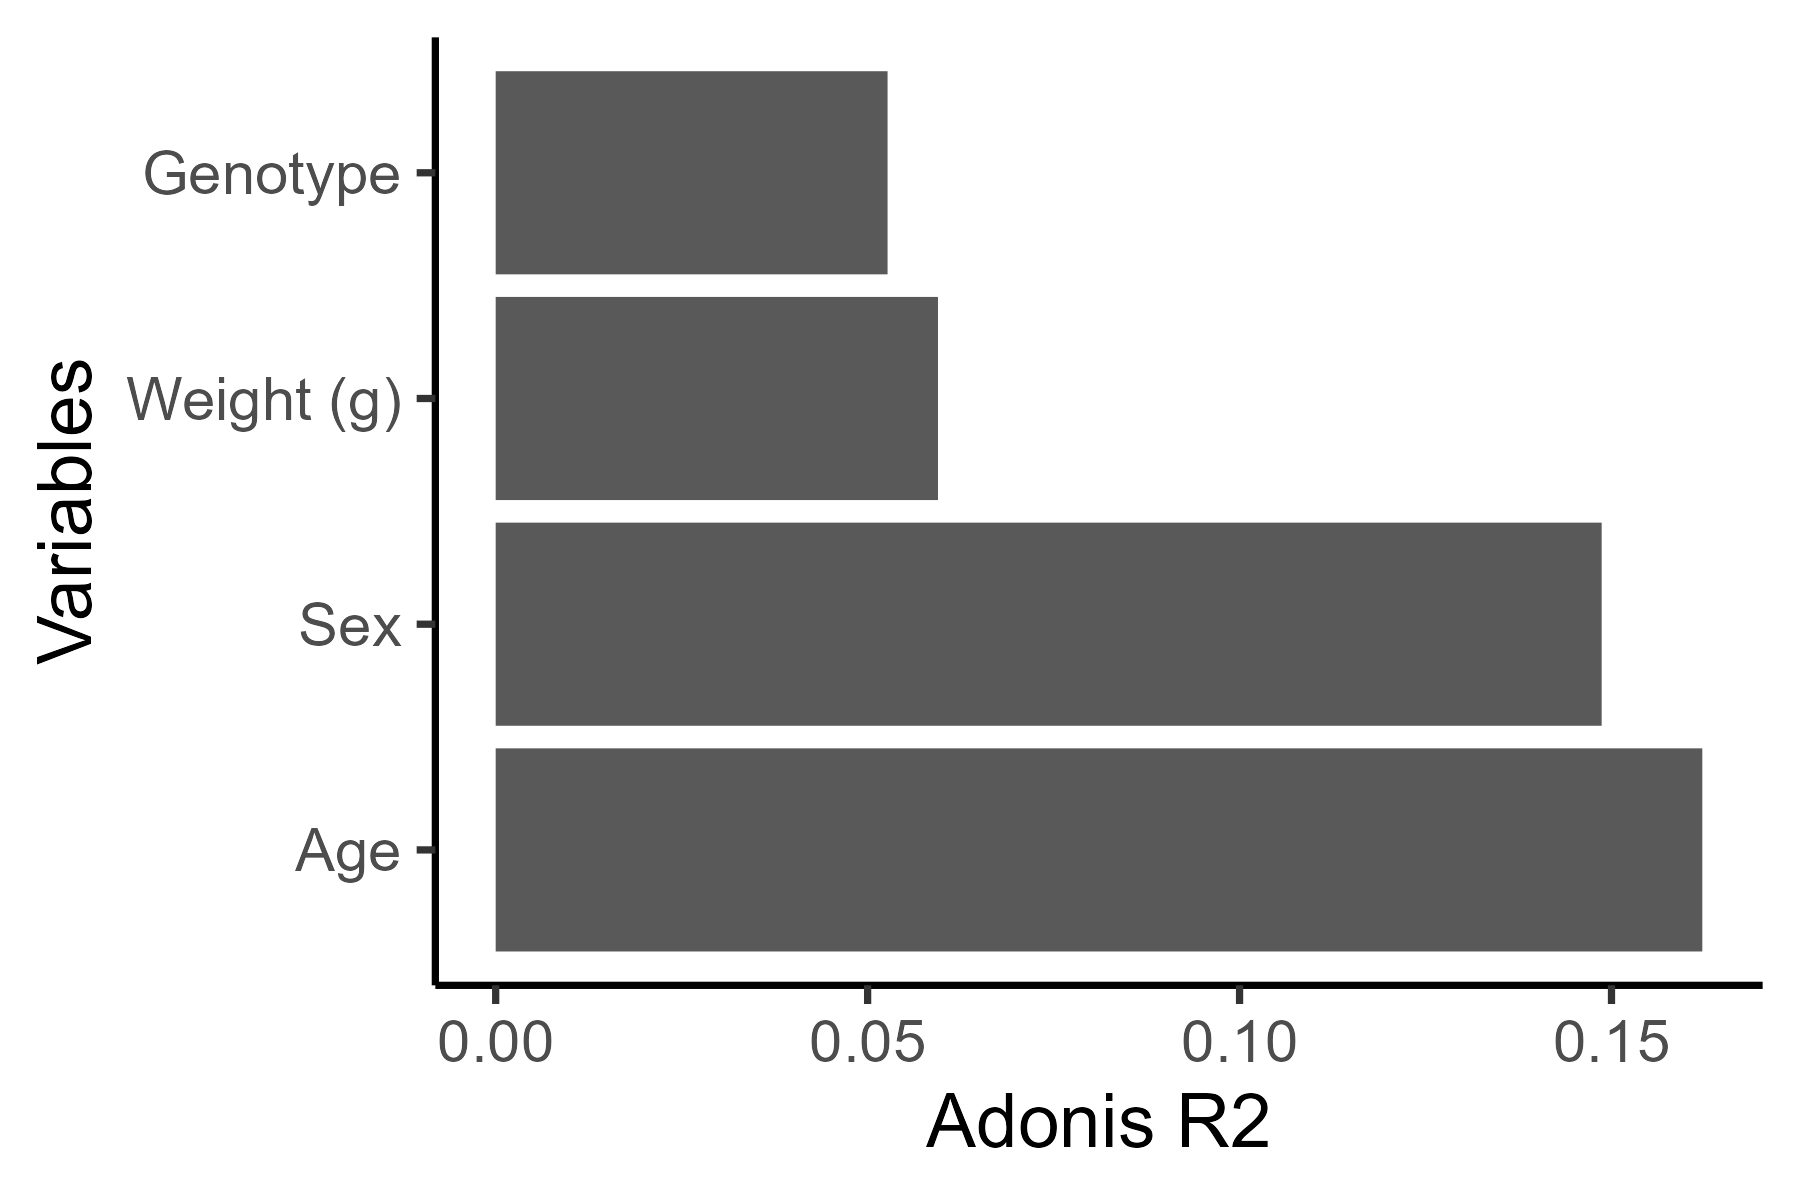 Variables
Genotype
Weight (g)
Sex
Age
0.00 0.05 0.10 0.15
Adonis R2